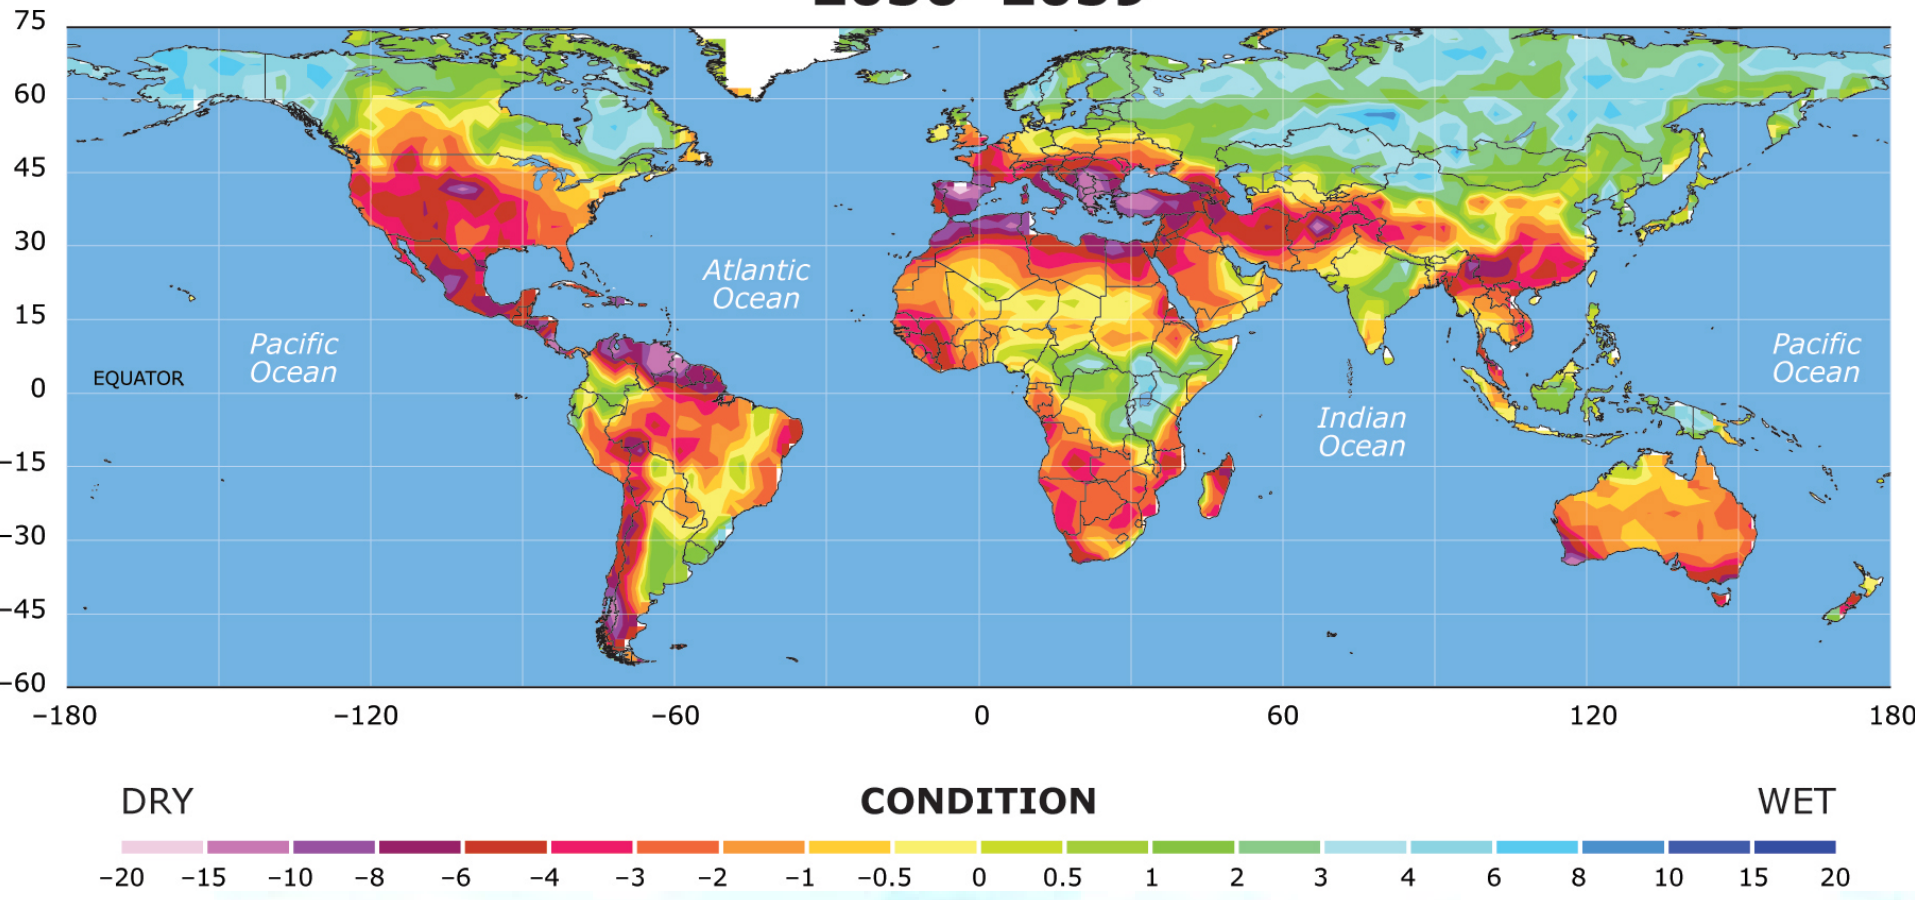 75
60
45
30
15
0
–15
–30
–45
–60
Atlantic
Ocean
Pacific
Ocean
EQUATOR
Pacific
Ocean
Indian
Ocean
–180 –120 –60 0 60 120 180
DRY CONDITION WET
–20 –15 –10 –8 –6 –4 –3 –2 –1 –0.5 0 0.5 1 2 3 4 6 8 10 15 20